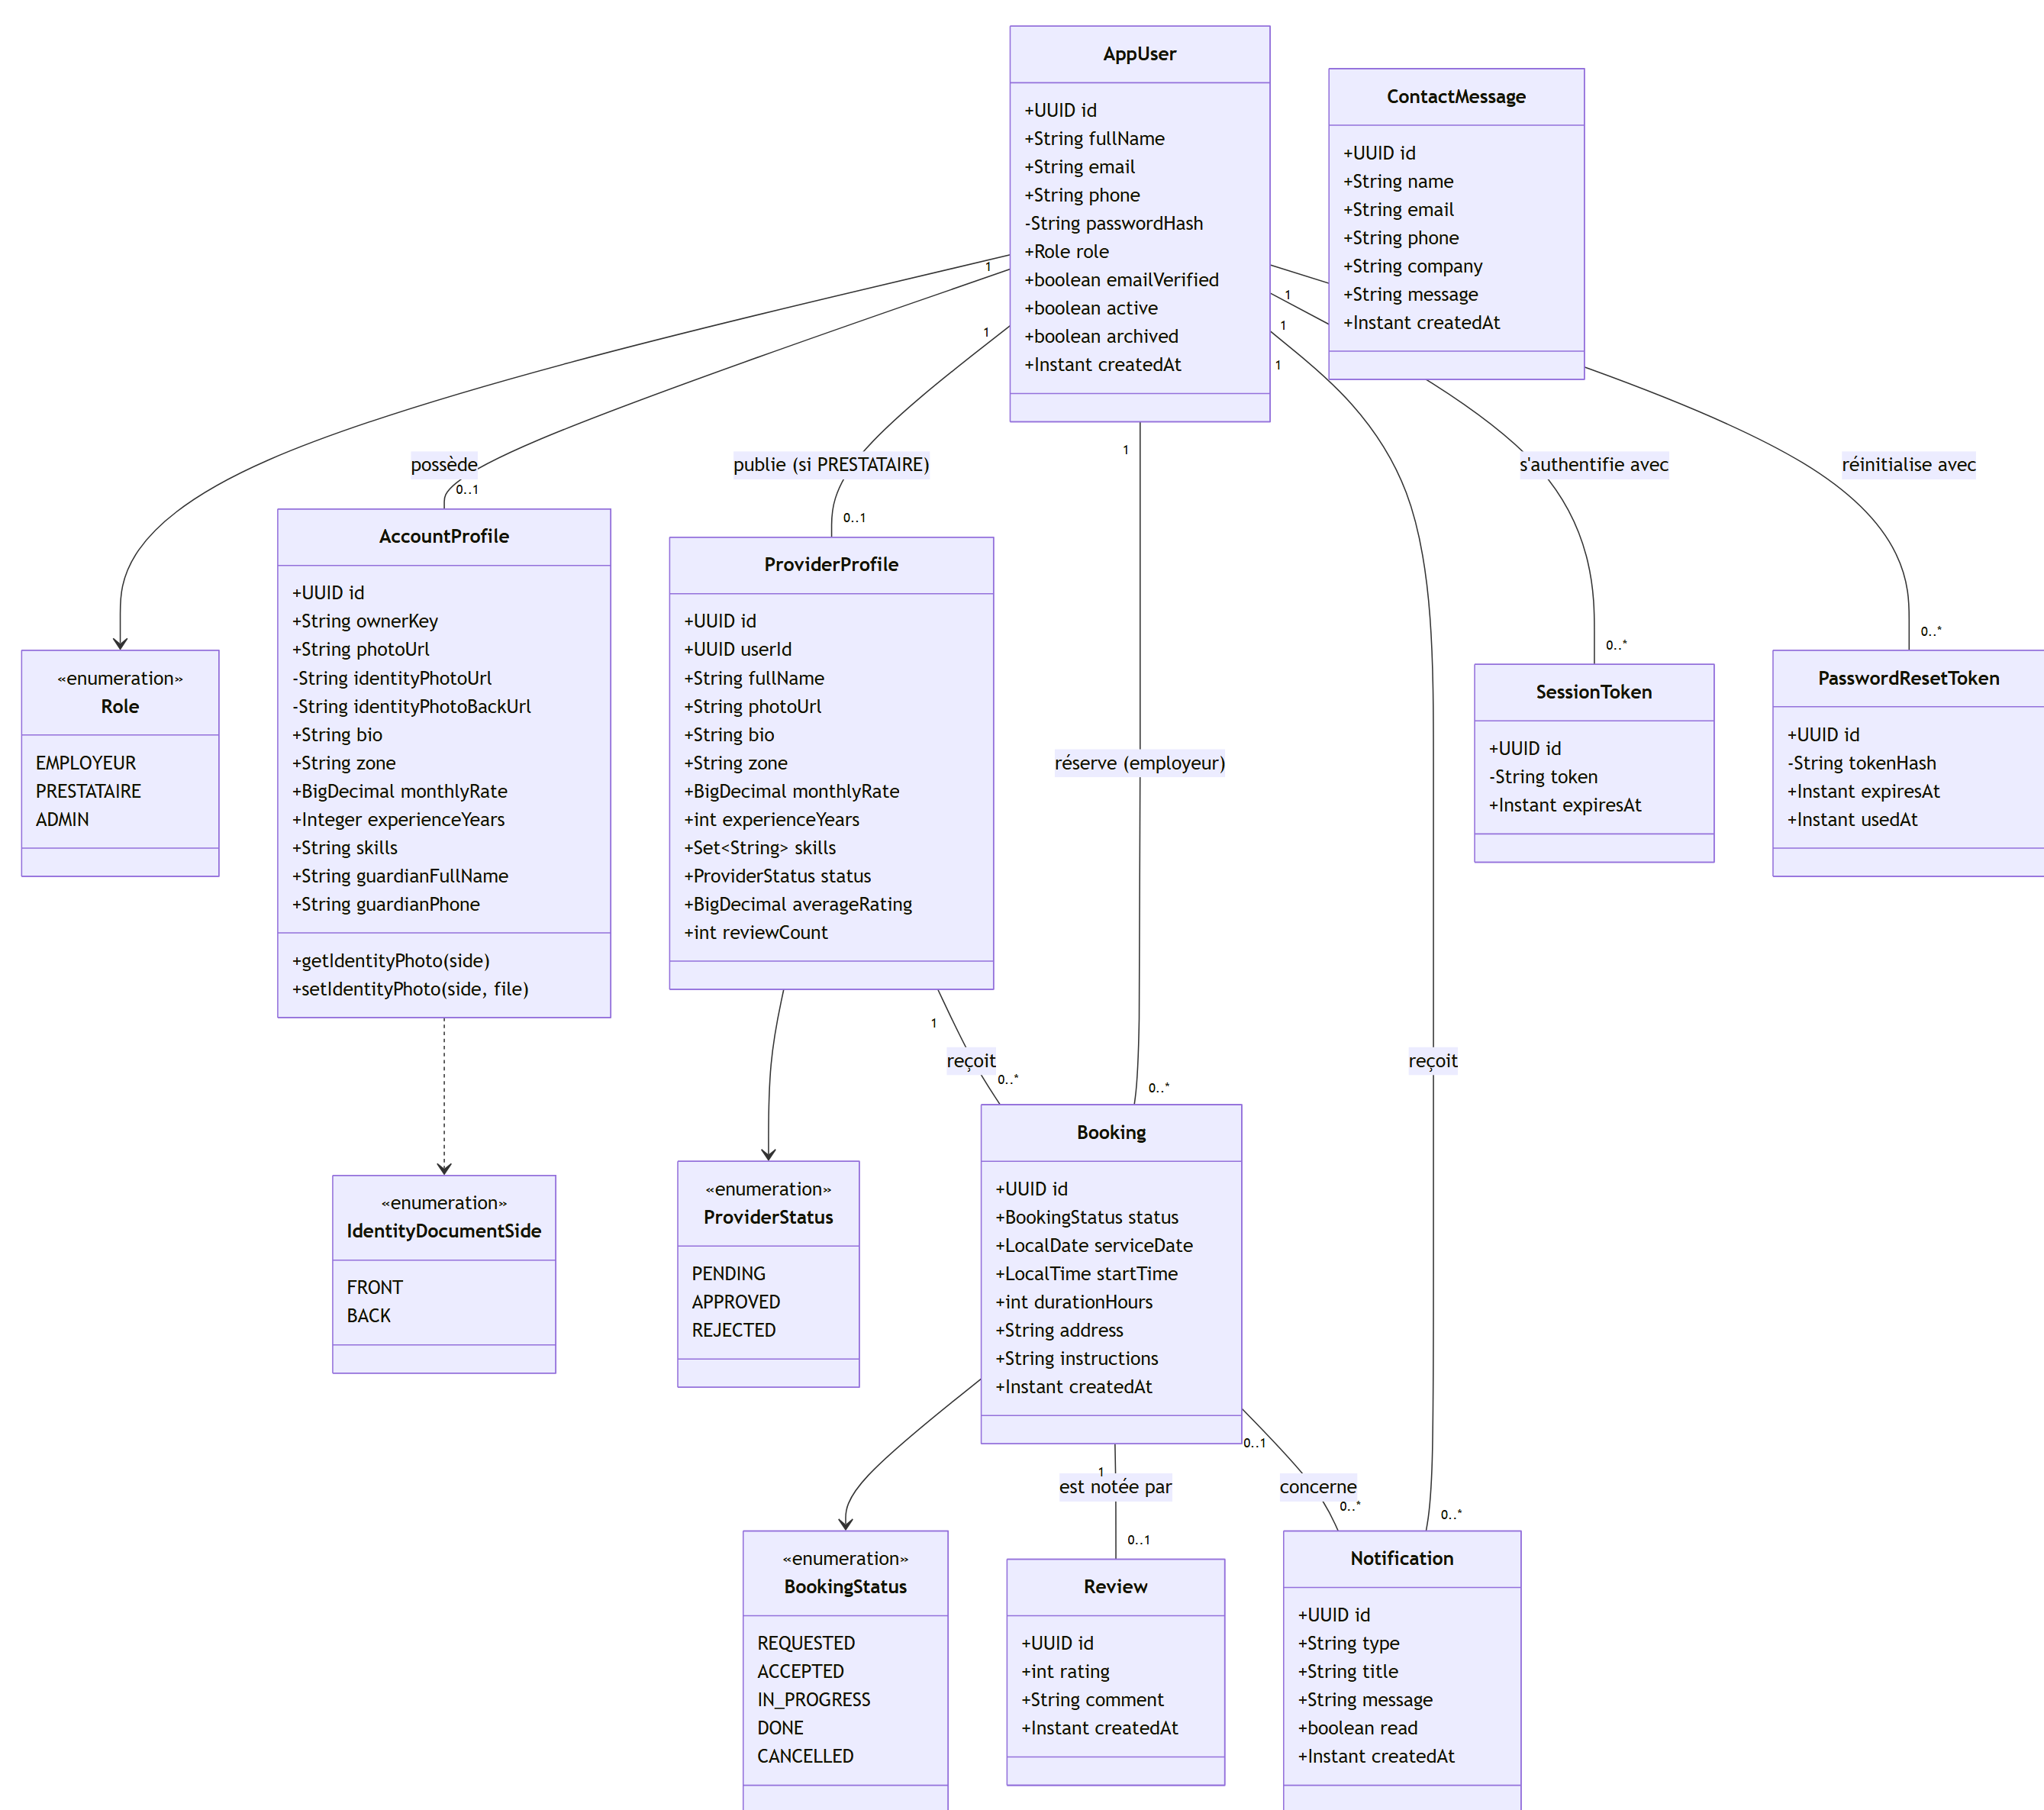 AppUser
+UUID id
+String fullName
+String email
+String phone
-String passwordHash
+Role role
+boolean emailVerified
+boolean active
+boolean archived
+Instant createdAt
ContactMessage
+UUID id
+String name
+String email
+String phone
+String company
+String message
+Instant createdAt
1
1
1
1
1
1
possède
0..1
publie (si PRESTATAIRE)
0..1
s'authentifie avec
0..*
réinitialise avec
0..*
réserve (employeur)
0..*
reçoit
0..*
«enumeration»
Role
EMPLOYEUR
PRESTATAIRE
ADMIN
AccountProfile
+UUID id
+String ownerKey
+String photoUrl
-String identityPhotoUrl
-String identityPhotoBackUrl
+String bio
+String zone
+BigDecimal monthlyRate
+Integer experienceYears
+String skills
+String guardianFullName
+String guardianPhone
+getIdentityPhoto(side)
+setIdentityPhoto(side, file)
ProviderProfile
+UUID id
+UUID userId
+String fullName
+String photoUrl
+String bio
+String zone
+BigDecimal monthlyRate
+int experienceYears
+Set<String> skills
+ProviderStatus status
+BigDecimal averageRating
+int reviewCount
SessionToken
+UUID id
-String token
+Instant expiresAt
PasswordResetToken
+UUID id
-String tokenHash
+Instant expiresAt
+Instant usedAt
1
reçoit
0..*
«enumeration»
IdentityDocumentSide
FRONT
BACK
«enumeration»
ProviderStatus
PENDING
APPROVED
REJECTED
Booking
+UUID id
+BookingStatus status
+LocalDate serviceDate
+LocalTime startTime
+int durationHours
+String address
+String instructions
+Instant createdAt
1
est notée par
0..1
0..1
concerne
0..*
«enumeration»
BookingStatus
REQUESTED
ACCEPTED
IN_PROGRESS
DONE
CANCELLED
Review
+UUID id
+int rating
+String comment
+Instant createdAt
Notification
+UUID id
+String type
+String title
+String message
+boolean read
+Instant createdAt